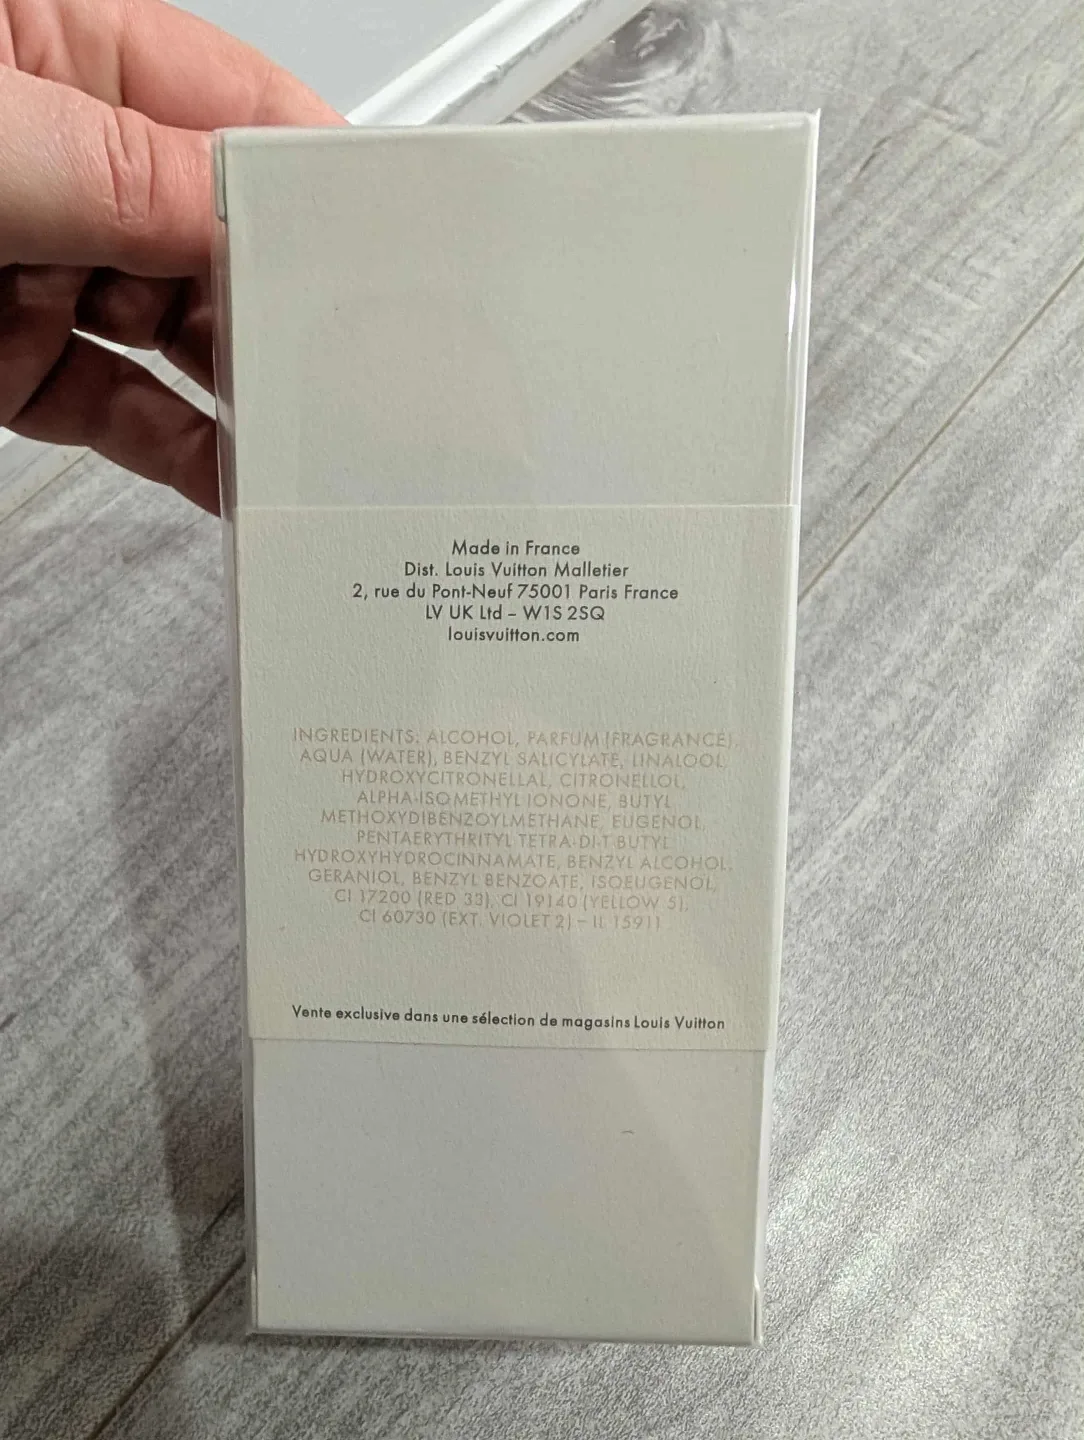 Made in France
Dist. Louis Vuitton Malletier
2, rue du Pont-Neuf 75001 Paris France
LV UK Ltd – W1S 2SQ
louisvuitton.com
INGREDIENTS: ALCOHOL, PARFUM (FRAGRANCE),
AQUA (WATER), BENZYL SALICYLATE, LINALOOL,
HYDROXYCITRONELLAL, CITRONELLOL,
ALPHA-ISOMETHYL IONONE, BUTYL
METHOXYDIBENZOYLMETHANE, EUGENOL,
PENTAERYTHRITYL TETRA-DI-T-BUTYL
HYDROXYHYDROCINNAMATE, BENZYL ALCOHOL,
GERANIOL, BENZYL BENZOATE, ISOEUGENOL,
CI 17200 (RED 33), CI 19140 (YELLOW 5),
CI 60730 (EXT. VIOLET 2) – IL 15911
Vente exclusive dans une sélection de magasins Louis Vuitton